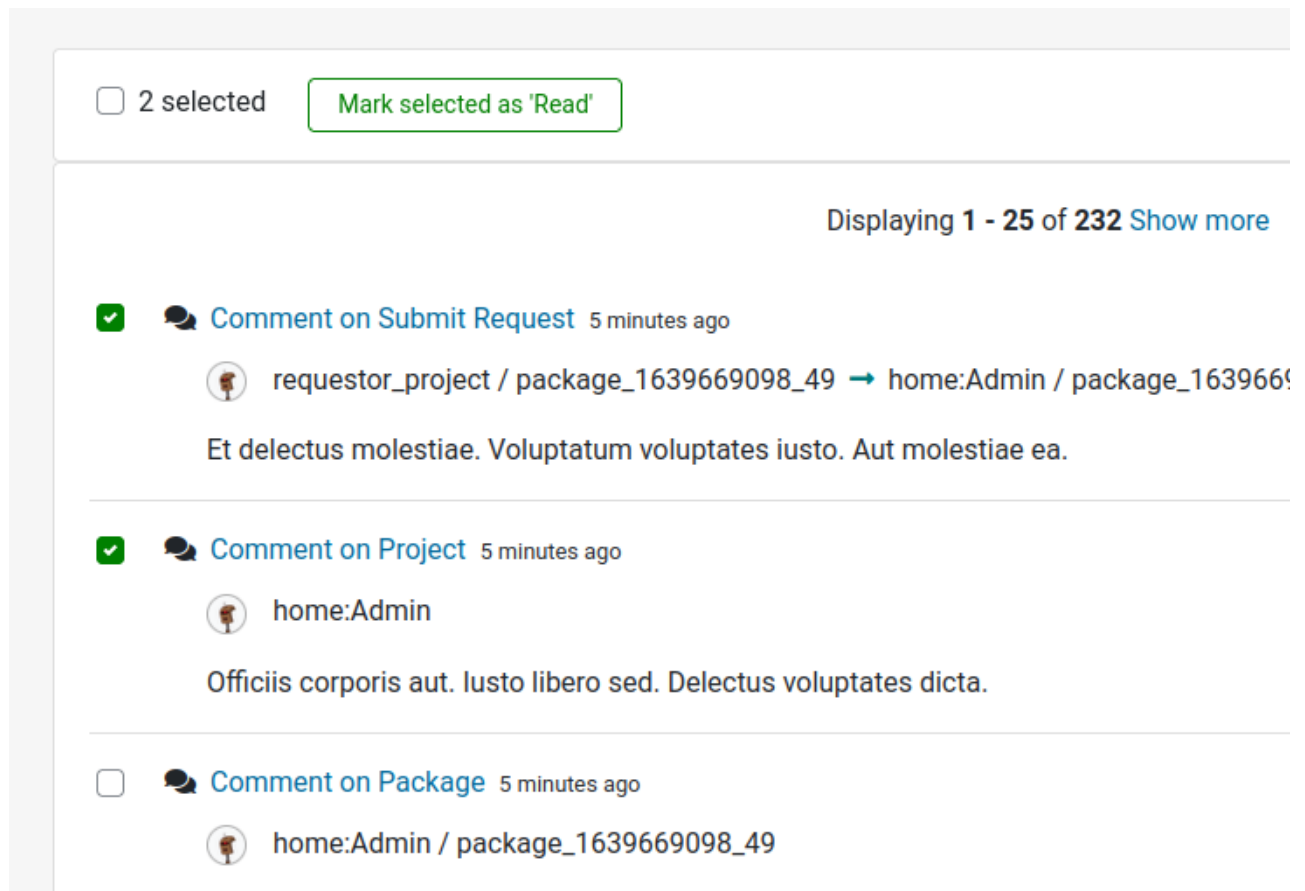 2 selected Mark selected as 'Read'
Displaying 1 - 25 of 232 Show more
Comment on Submit Request 5 minutes ago
requestor_project / package_1639669098_49 → home:Admin / package_1639669
Et delectus molestiae. Voluptatum voluptates iusto. Aut molestiae ea.
Comment on Project 5 minutes ago
home:Admin
Officiis corporis aut. Iusto libero sed. Delectus voluptates dicta.
Comment on Package 5 minutes ago
home:Admin / package_1639669098_49